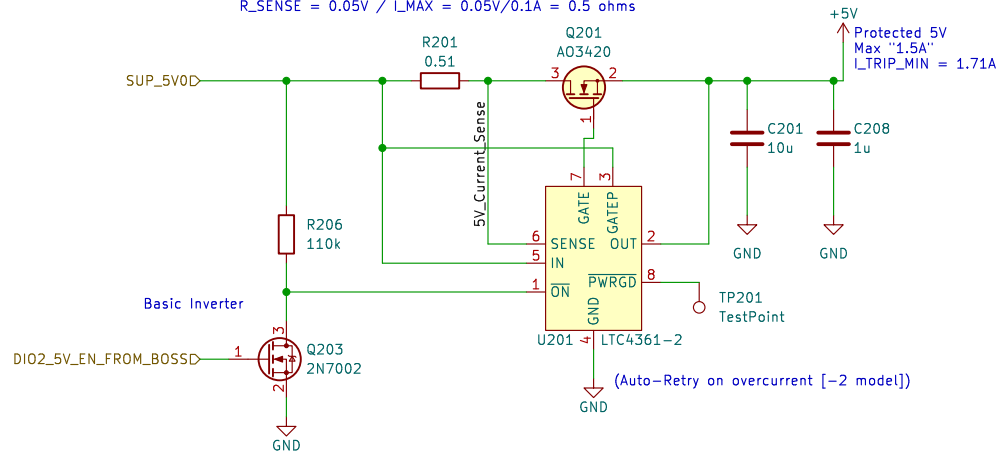 R_SENSE = 0.05V / I_MAX = 0.05V/0.1A = 0.5 ohms
+5V
Protected 5V
Max "1.5A"
I_TRIP_MIN = 1.71A
Q201
AO3420
R201
0.51
SUP_5V0
3
2
1
5V_Current_Sense
C201
10u
C208
1u
GND
GND
7
3
GATE
GATEP
6
SENSE
OUT
2
5
IN
1
ON
PWRGD
8
GND
U201
4
LTC4361-2
TP201
TestPoint
R206
110k
Basic Inverter
DIO2_5V_EN_FROM_BOSS
1
3
2
Q203
2N7002
GND
(Auto-Retry on overcurrent [-2 model])
GND